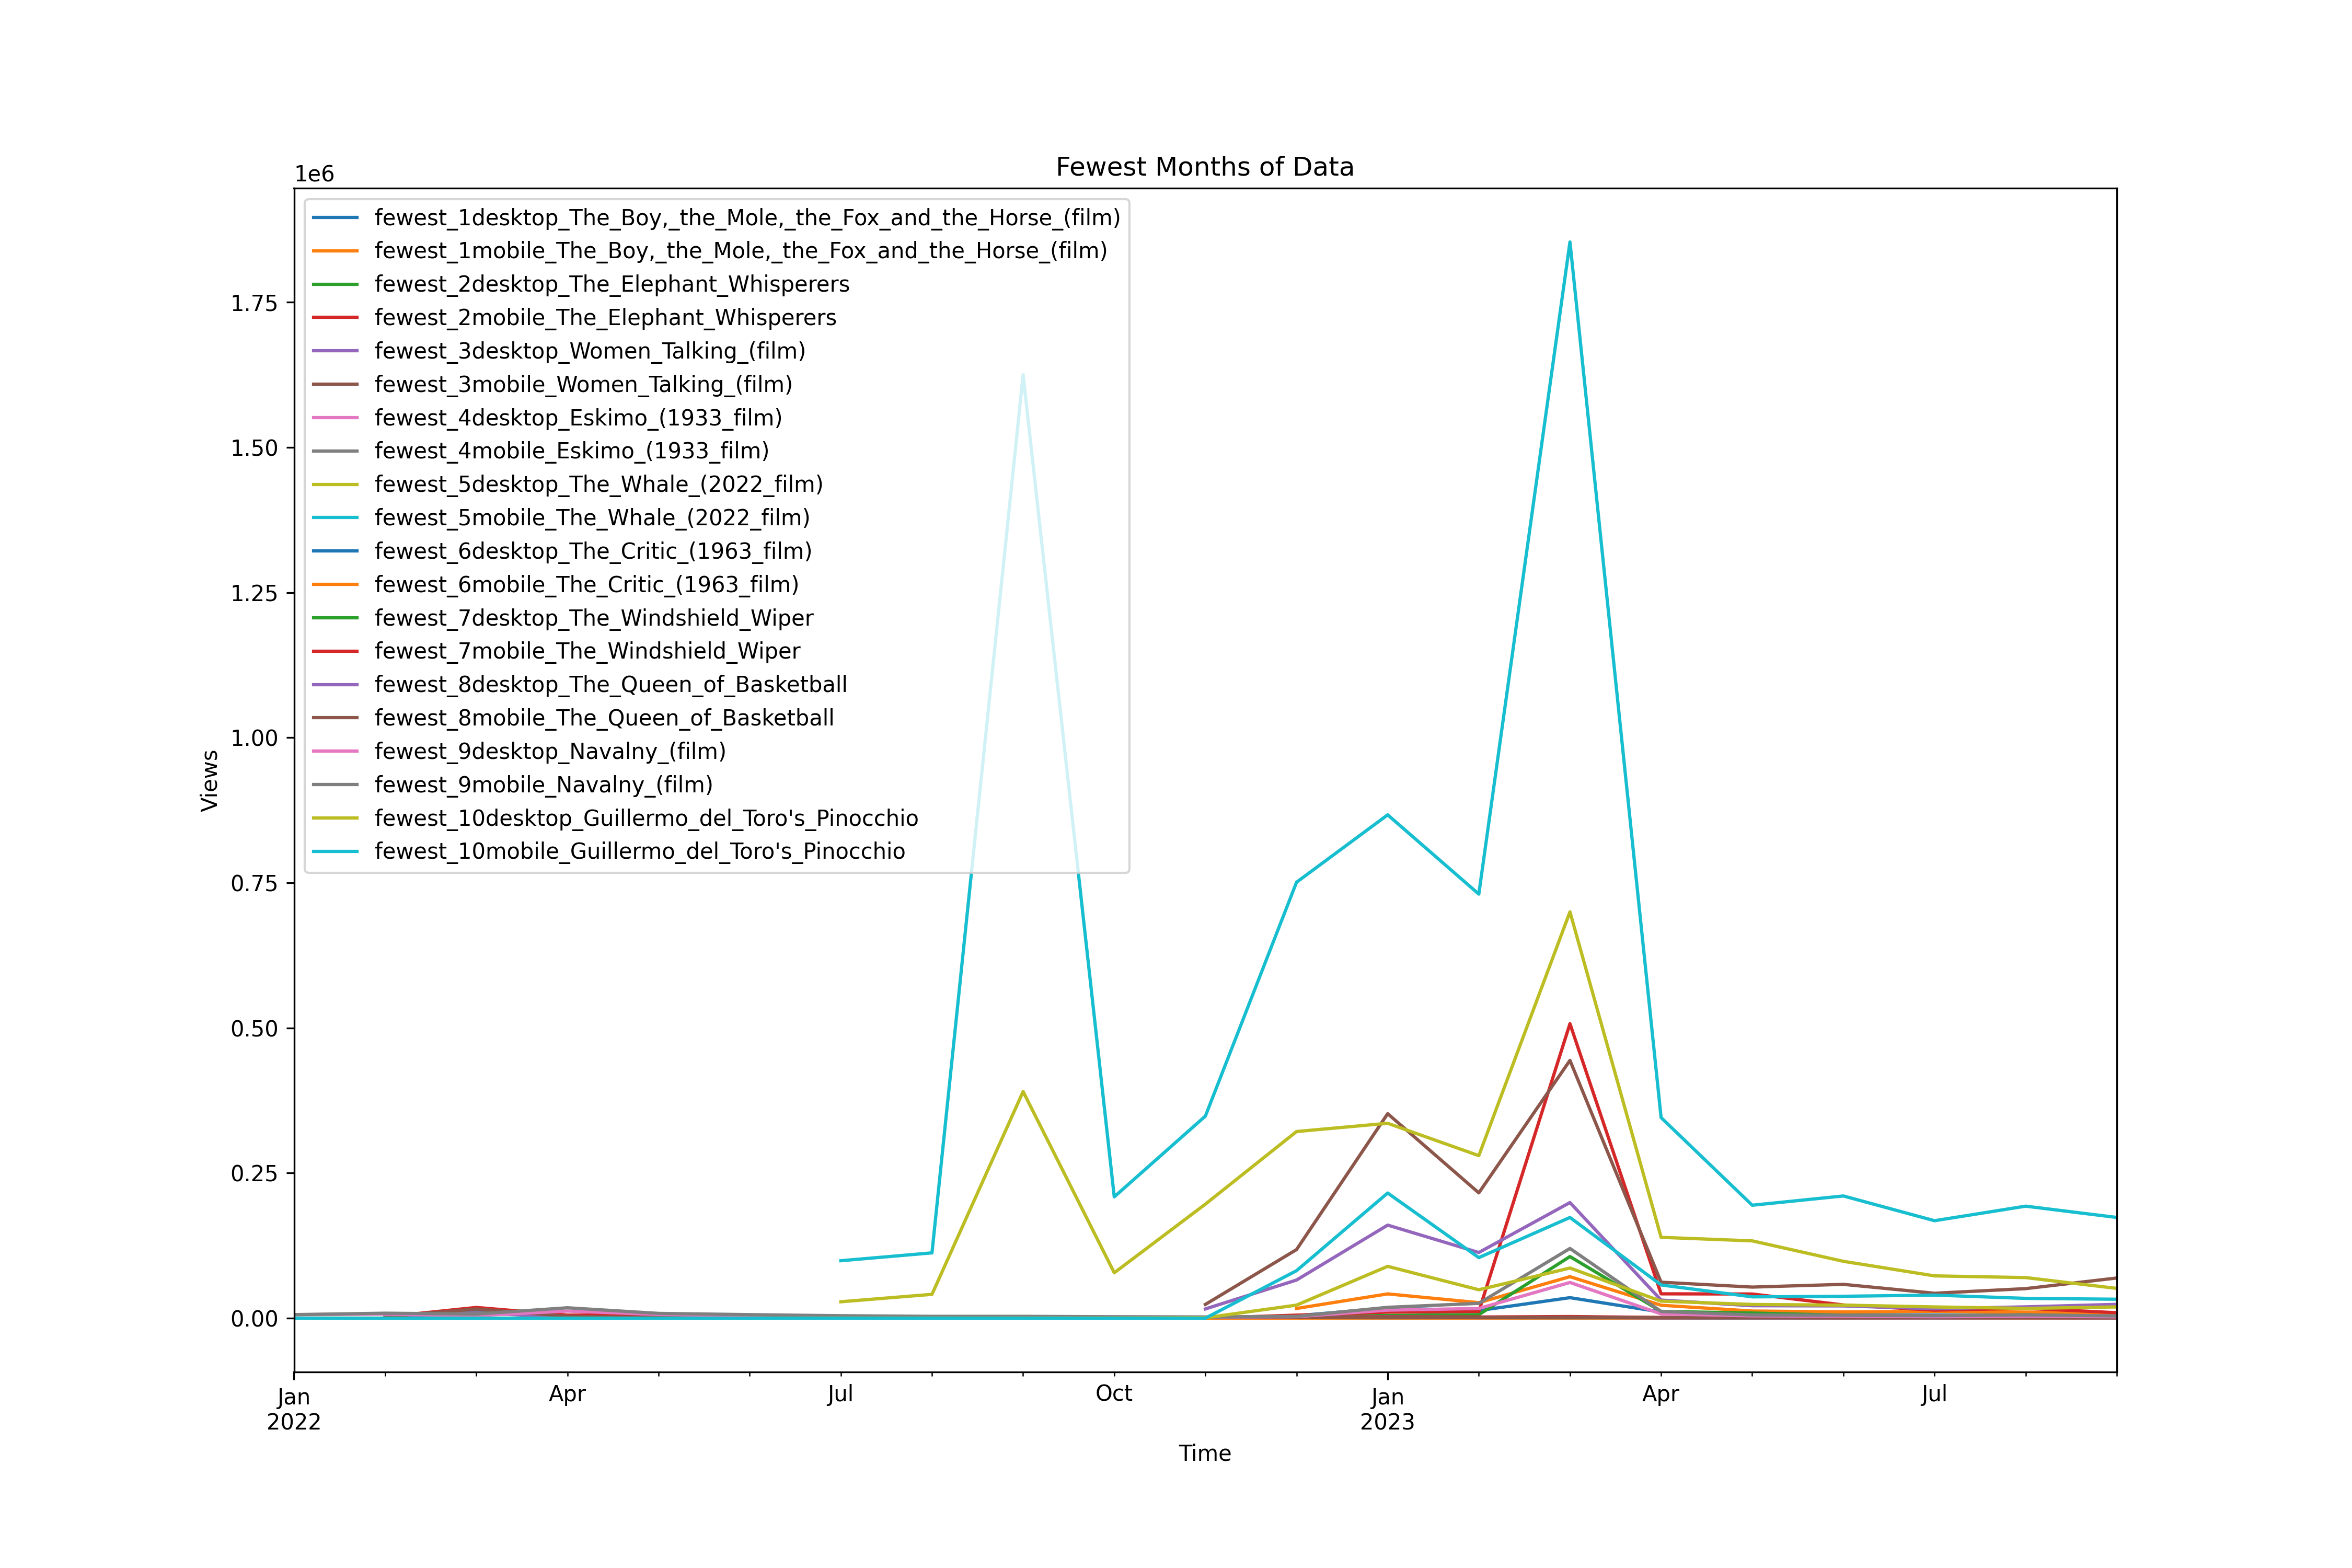 Fewest Months of Data
1e6
fewest_1desktop_The_Boy,_the_Mole,_the_Fox_and_the_Horse_(film)
fewest_1mobile_The_Boy,_the_Mole,_the_Fox_and_the_Horse_(film)
fewest_2desktop_The_Elephant_Whisperers
fewest_2mobile_The_Elephant_Whisperers
fewest_3desktop_Women_Talking_(film)
fewest_3mobile_Women_Talking_(film)
fewest_4desktop_Eskimo_(1933_film)
fewest_4mobile_Eskimo_(1933_film)
fewest_5desktop_The_Whale_(2022_film)
fewest_5mobile_The_Whale_(2022_film)
fewest_6desktop_The_Critic_(1963_film)
fewest_6mobile_The_Critic_(1963_film)
fewest_7desktop_The_Windshield_Wiper
fewest_7mobile_The_Windshield_Wiper
fewest_8desktop_The_Queen_of_Basketball
fewest_8mobile_The_Queen_of_Basketball
fewest_9desktop_Navalny_(film)
fewest_9mobile_Navalny_(film)
fewest_10desktop_Guillermo_del_Toro's_Pinocchio
fewest_10mobile_Guillermo_del_Toro's_Pinocchio
1.75
1.50
1.25
1.00
0.75
0.50
0.25
0.00
Views
Jan Apr Jul Oct Jan Apr Jul
2022 2023
Time